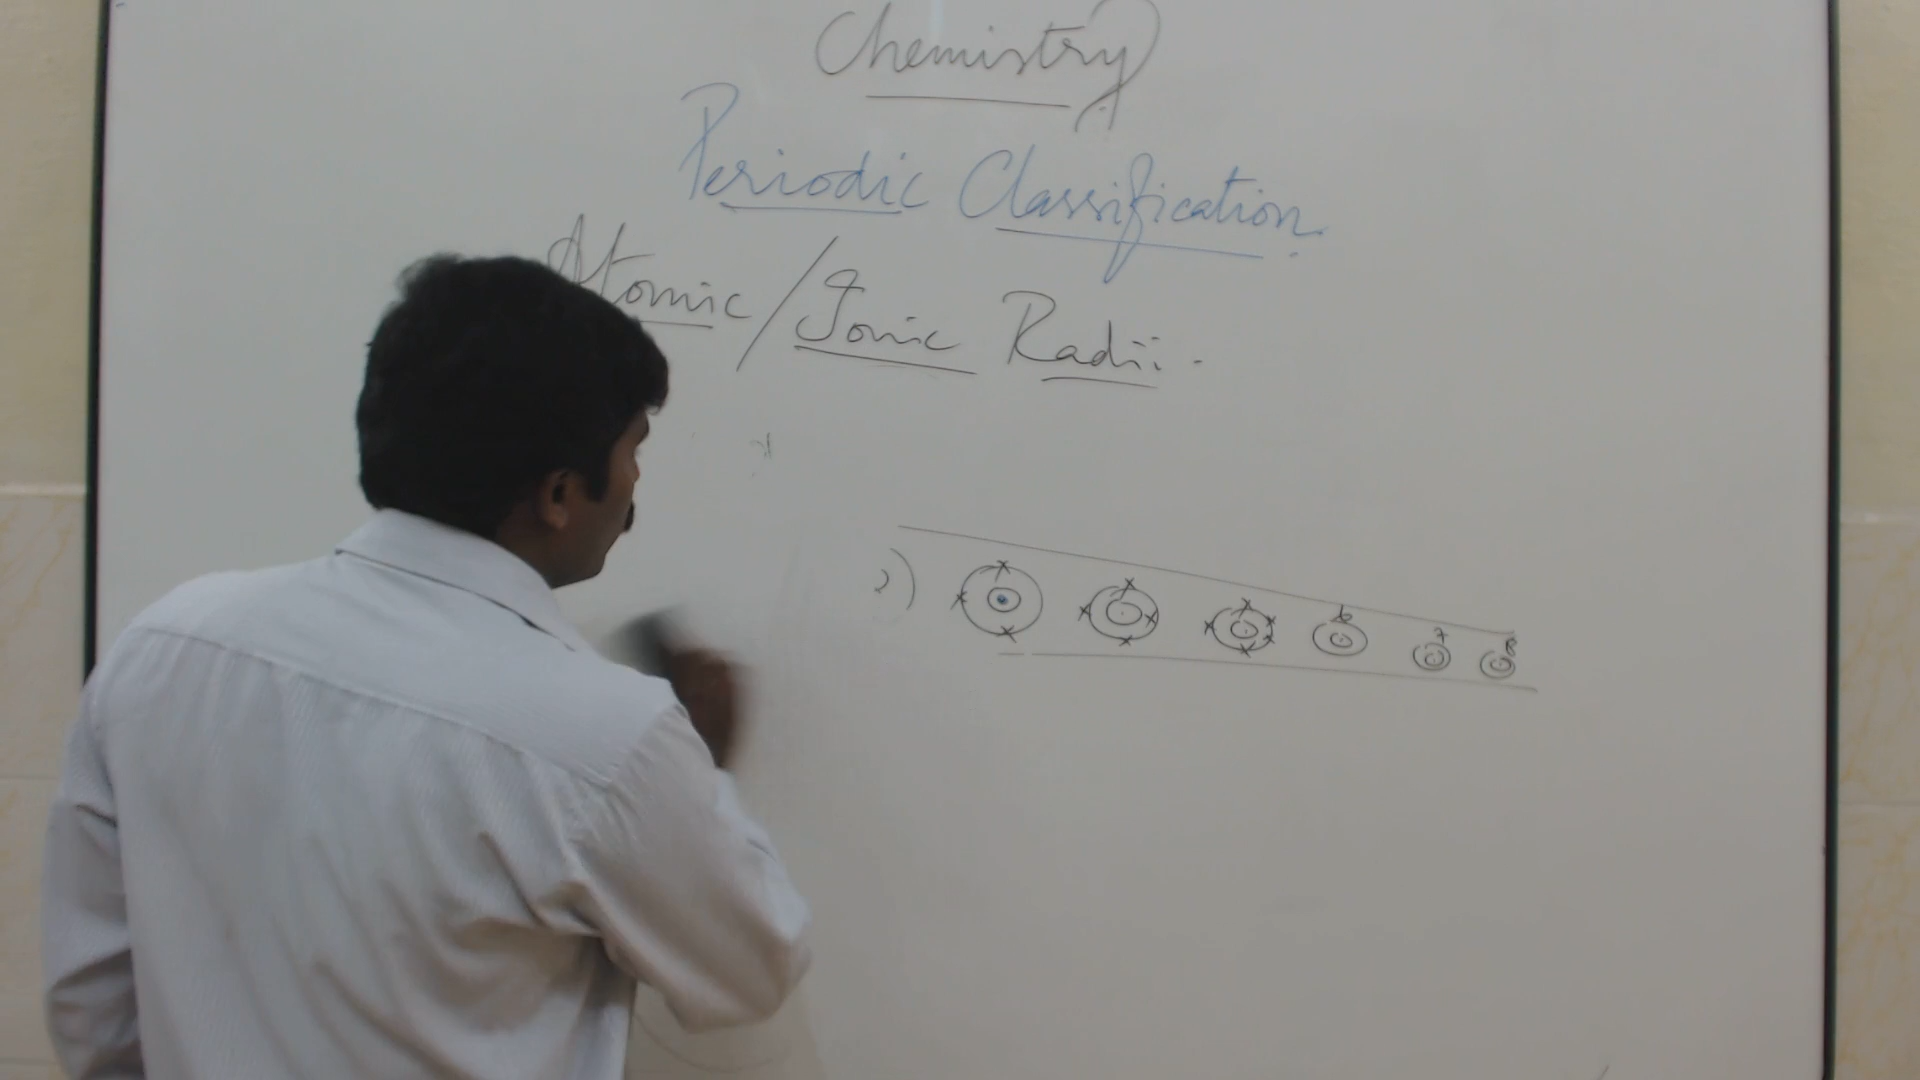 Chemistry
Periodic Classification.
Atomic/Ionic Radii.
2)
6
7
8